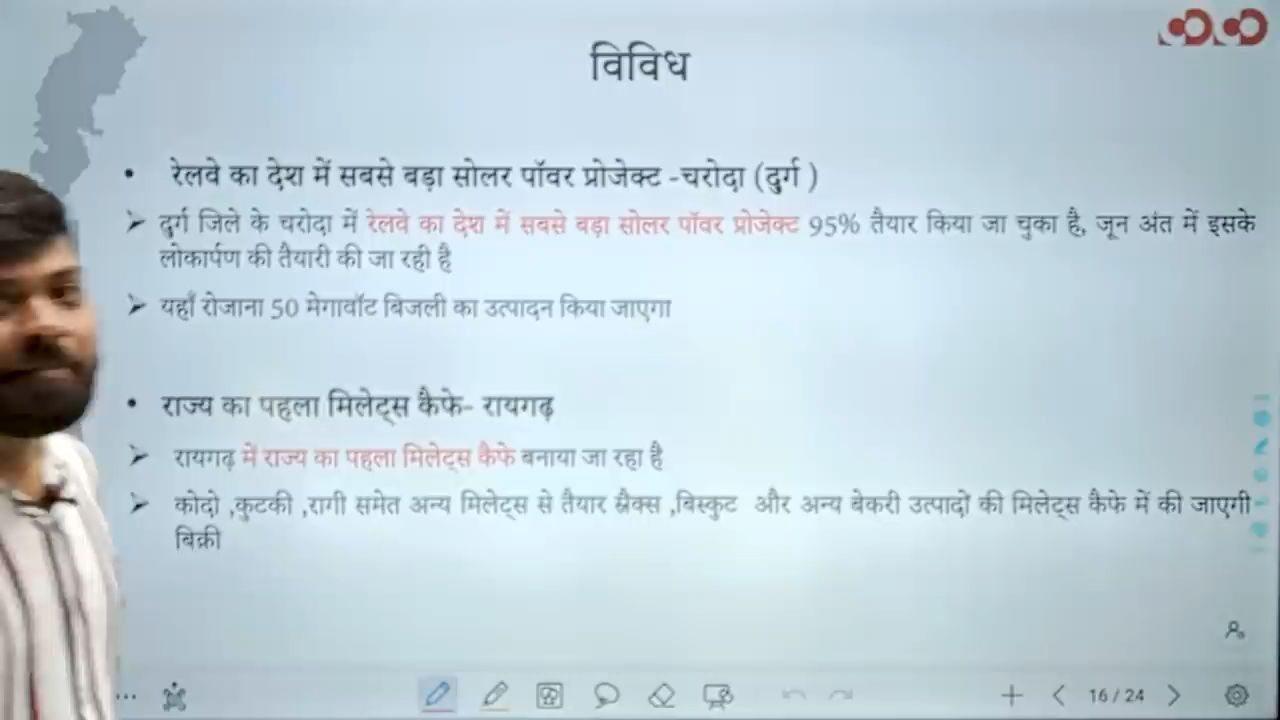 विविध
• रेलवे का देश में सबसे बड़ा सोलर पॉवर प्रोजेक्ट -चरोदा (दुर्ग )
➢ दुर्ग जिले के चरोदा में रेलवे का देश में सबसे बड़ा सोलर पॉवर प्रोजेक्ट 95% तैयार किया जा चुका है, जून अंत में इसके
लोकार्पण की तैयारी की जा रही है
➢ यहाँ रोजाना 50 मेगावॉट बिजली का उत्पादन किया जाएगा
• राज्य का पहला मिलेट्स कैफे- रायगढ़
➢ रायगढ़ में राज्य का पहला मिलेट्स कैफे बनाया जा रहा है
➢ कोदो ,कुटकी ,रागी समेत अन्य मिलेट्स से तैयार स्नैक्स ,बिस्कुट और अन्य बेकरी उत्पादों की मिलेट्स कैफे में की जाएगी
बिक्री
16 / 24